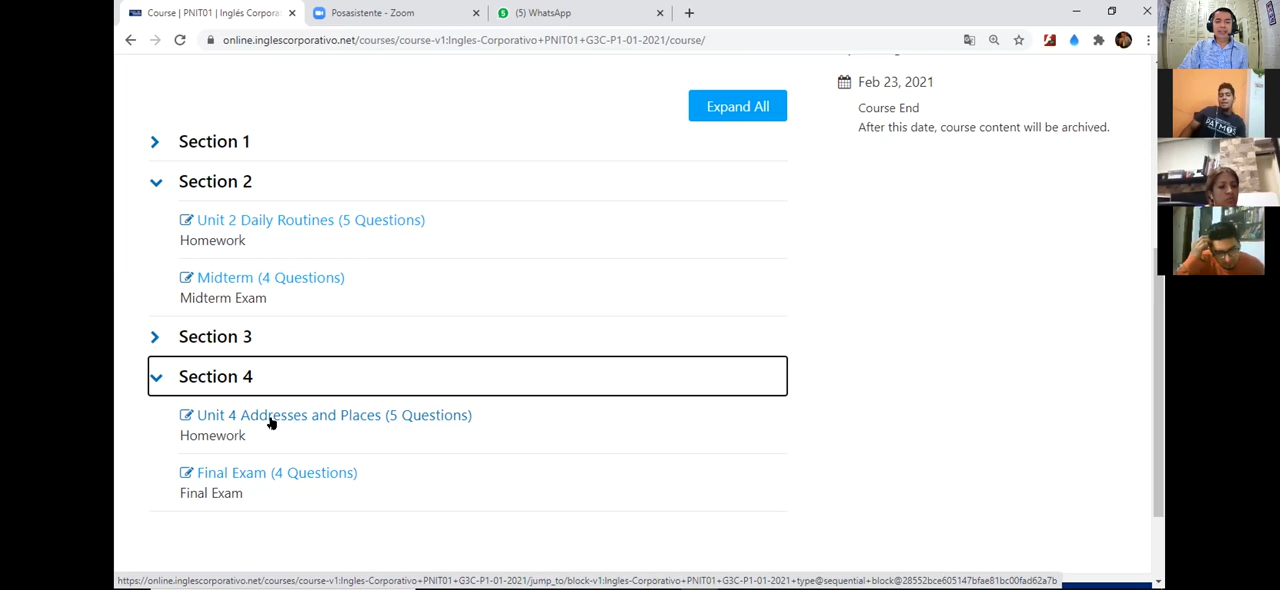 Course | PNIT01 | Inglés Corpora
Posasistente - Zoom
(5) WhatsApp
online.inglescorporativo.net/courses/course-v1:Ingles-Corporativo+PNIT01+G3C-P1-01-2021/course/
Expand All
Feb 23, 2021
Course End
After this date, course content will be archived.
Section 1
Section 2
Unit 2 Daily Routines (5 Questions)
Homework
Midterm (4 Questions)
Midterm Exam
Section 3
Section 4
Unit 4 Addresses and Places (5 Questions)
Homework
Final Exam (4 Questions)
Final Exam
https://online.inglescorporativo.net/courses/course-v1:Ingles-Corporativo+PNIT01+G3C-P1-01-2021/jump_to/block-v1:Ingles-Corporativo+PNIT01+G3C-P1-01-2021+type@sequential+block@28552bce605147bfae81bc00fad62a7b
PATMOS